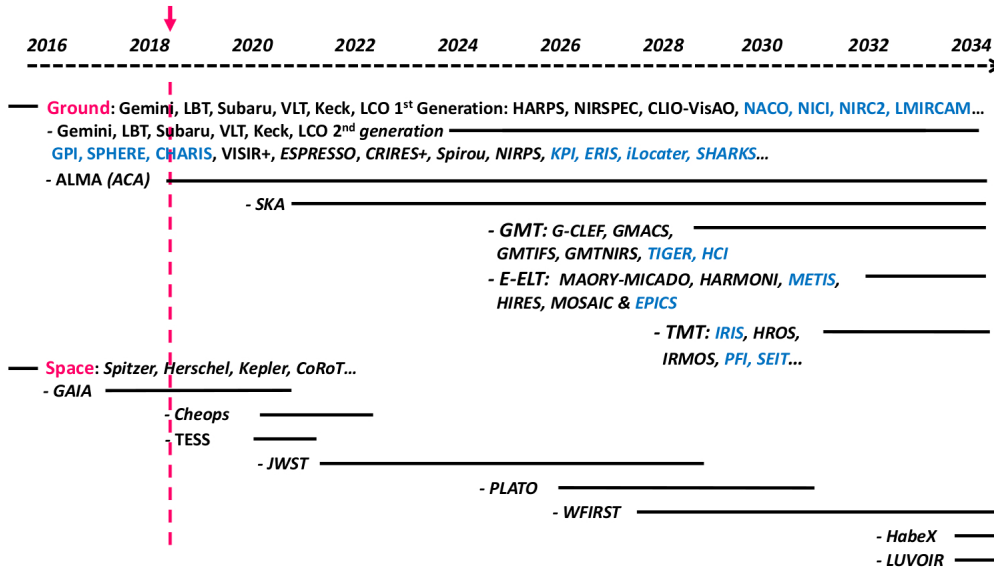 2016 2018 2020 2022 2024 2026 2028 2030 2032 2034
Ground: Gemini, LBT, Subaru, VLT, Keck, LCO 1st Generation: HARPS, NIRSPEC, CLIO-VisAO, NACO, NICI, NIRC2, LMIRCAM...
- Gemini, LBT, Subaru, VLT, Keck, LCO 2nd generation
GPI, SPHERE, CHARIS, VISIR+, ESPRESSO, CRIRES+, Spirou, NIRPS, KPI, ERIS, iLocater, SHARKS...
- ALMA (ACA)
- SKA
- GMT: G-CLEF, GMACS,
GMTIFS, GMTNIRS, TIGER, HCI
- E-ELT: MAORY-MICADO, HARMONI, METIS,
HIRES, MOSAIC & EPICS
- TMT: IRIS, HROS,
IRMOS, PFI, SEIT...
Space: Spitzer, Herschel, Kepler, CoRoT...
- GAIA
- Cheops
- TESS
- JWST
- PLATO
- WFIRST
- HabeX
- LUVOIR